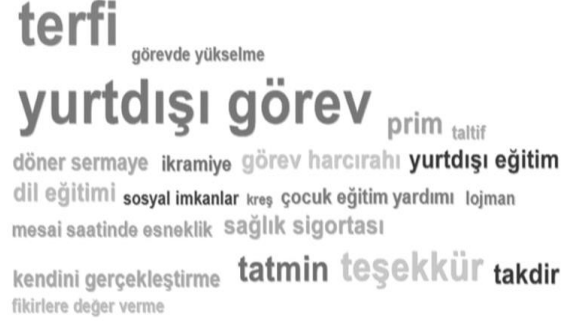 terfi
görevde yükselme
yurtdışı görev prim taltif
döner sermaye ikramiye görev harcırahı yurtdışı eğitim
dil eğitimi sosyal imkanlar kreş çocuk eğitim yardımı lojman
mesai saatinde esneklik sağlık sigortası
kendini gerçekleştirme tatmin teşekkür takdir
fikirlere değer verme